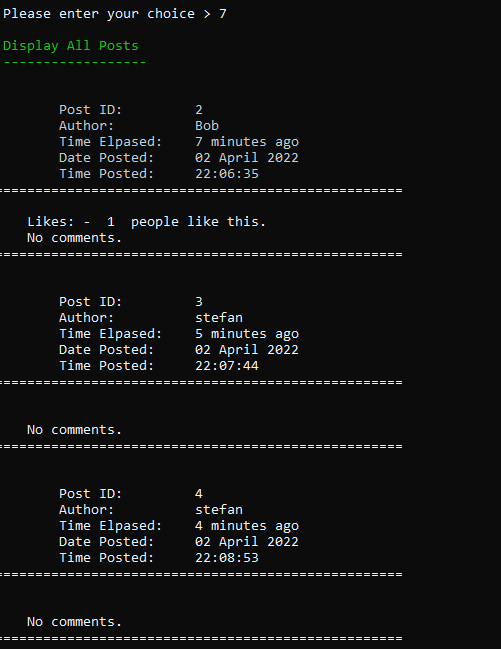 Please enter your choice > 7
Display All Posts
------------------
Post ID: 2
Author: Bob
Time Elpased: 7 minutes ago
Date Posted: 02 April 2022
Time Posted: 22:06:35
==================================================
Likes: - 1 people like this.
No comments.
==================================================
Post ID: 3
Author: stefan
Time Elpased: 5 minutes ago
Date Posted: 02 April 2022
Time Posted: 22:07:44
==================================================
No comments.
==================================================
Post ID: 4
Author: stefan
Time Elpased: 4 minutes ago
Date Posted: 02 April 2022
Time Posted: 22:08:53
==================================================
No comments.
==================================================